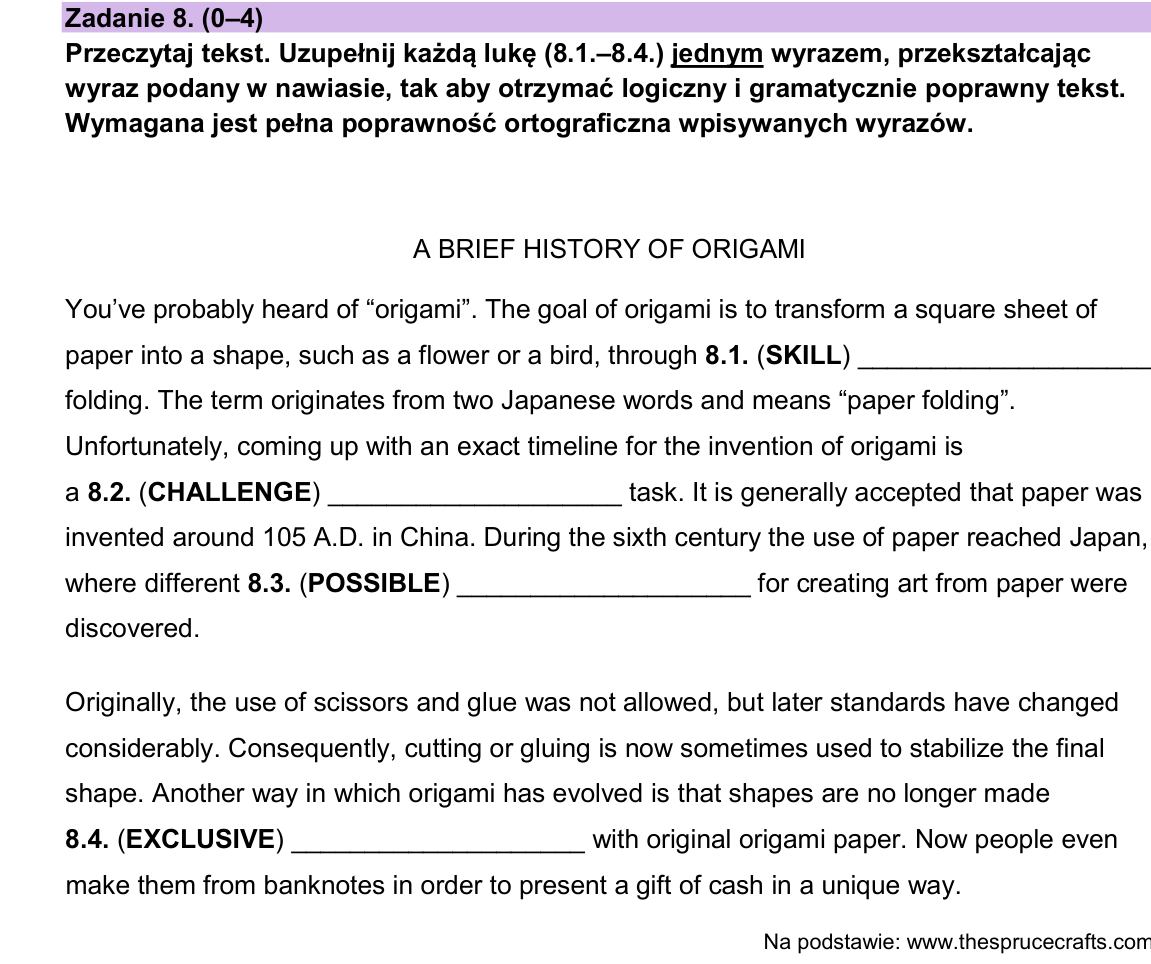 Zadanie 8. (0–4)
Przeczytaj tekst. Uzupełnij każdą lukę (8.1.–8.4.) jednym wyrazem, przekształcając
wyraz podany w nawiasie, tak aby otrzymać logiczny i gramatycznie poprawny tekst.
Wymagana jest pełna poprawność ortograficzna wpisywanych wyrazów.
A BRIEF HISTORY OF ORIGAMI
You’ve probably heard of “origami”. The goal of origami is to transform a square sheet of
paper into a shape, such as a flower or a bird, through 8.1. (SKILL) ____________________
folding. The term originates from two Japanese words and means “paper folding”.
Unfortunately, coming up with an exact timeline for the invention of origami is
a 8.2. (CHALLENGE) ____________________ task. It is generally accepted that paper was
invented around 105 A.D. in China. During the sixth century the use of paper reached Japan,
where different 8.3. (POSSIBLE) ____________________ for creating art from paper were
discovered.
Originally, the use of scissors and glue was not allowed, but later standards have changed
considerably. Consequently, cutting or gluing is now sometimes used to stabilize the final
shape. Another way in which origami has evolved is that shapes are no longer made
8.4. (EXCLUSIVE) ____________________ with original origami paper. Now people even
make them from banknotes in order to present a gift of cash in a unique way.
Na podstawie: www.thesprucecrafts.com